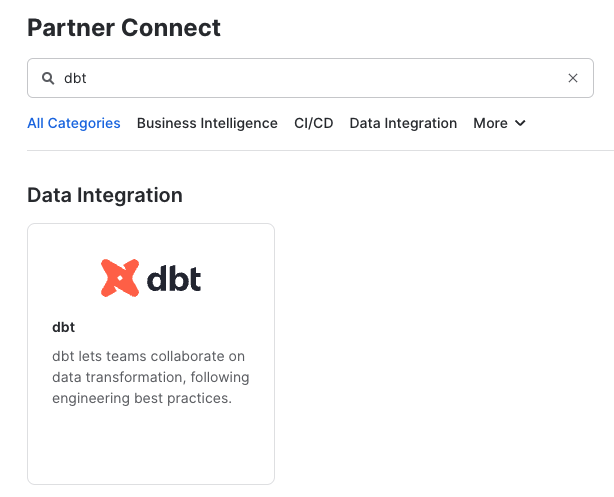 Partner Connect
dbt
All Categories Business Intelligence CI/CD Data Integration More
Data Integration
dbt
dbt
dbt lets teams collaborate on
data transformation, following
engineering best practices.